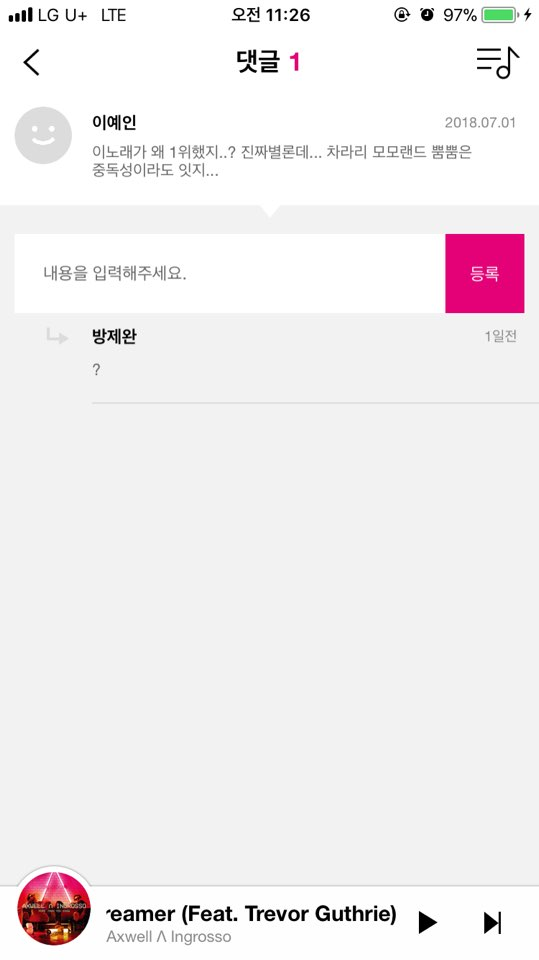 LG U+ LTE 오전 11:26 97%
댓글 1
이예인 2018.07.01
이노래가 왜 1위했지..? 진짜별론데... 차라리 모모랜드 뿜뿜은
중독성이라도 잇지...
내용을 입력해주세요. 등록
방제완 1일전
?
AXWELL Λ INGROSSO
reamer (Feat. Trevor Guthrie)
Axwell Λ Ingrosso